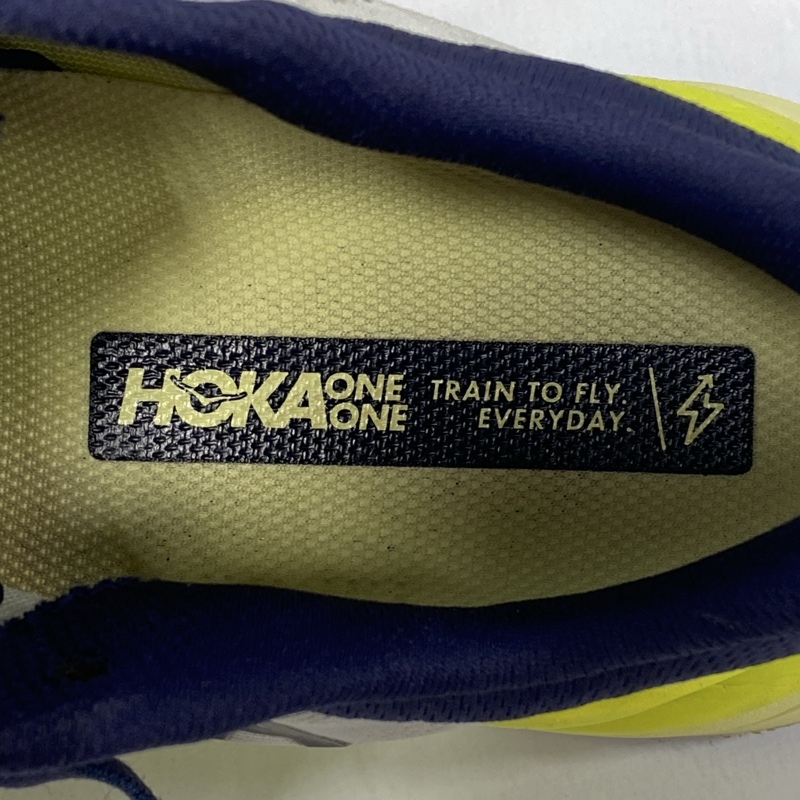 HOKA ONE ONE
TRAIN TO FLY.
EVERYDAY.